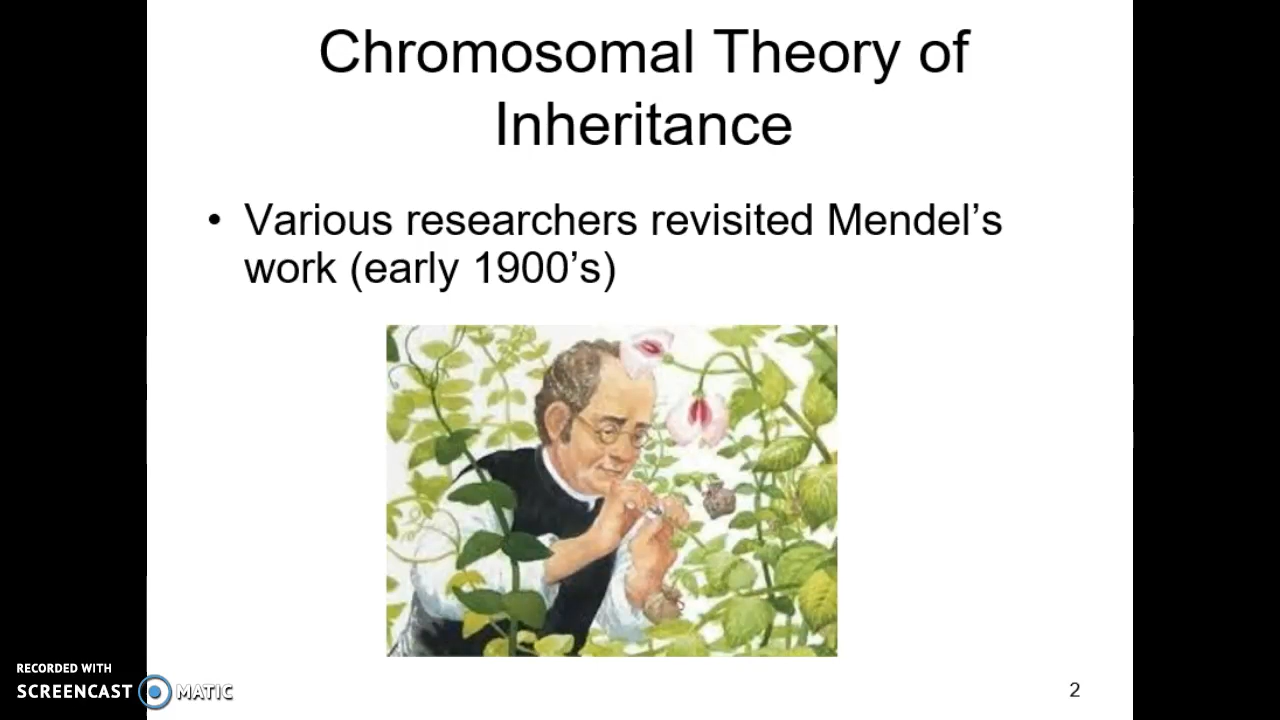 Chromosomal Theory of
Inheritance
• Various researchers revisited Mendel’s
work (early 1900’s)
RECORDED WITH
SCREENCAST MATIC
2